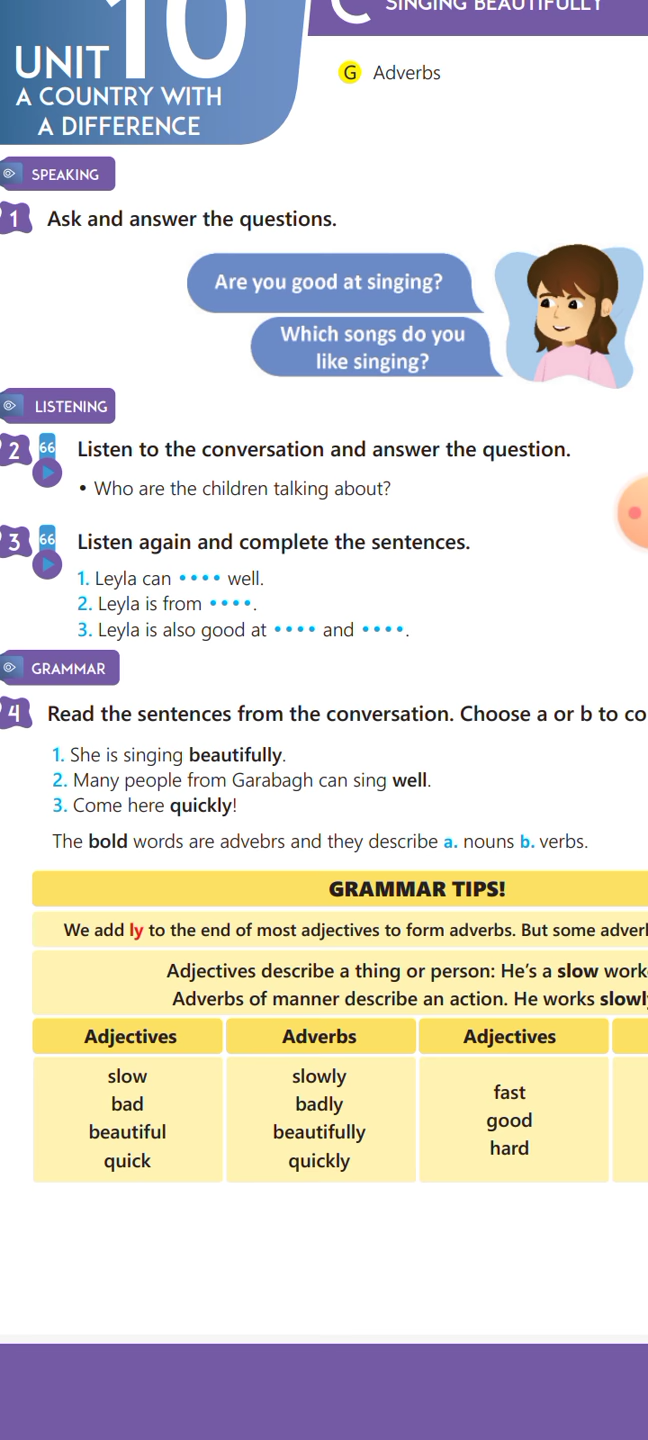 SINGING BEAUTIFULLY
UNIT 10
A COUNTRY WITH
A DIFFERENCE
G Adverbs
SPEAKING
1 Ask and answer the questions.
Are you good at singing?
Which songs do you
like singing?
LISTENING
2 66 Listen to the conversation and answer the question.
• Who are the children talking about?
3 66 Listen again and complete the sentences.
1. Leyla can •••• well.
2. Leyla is from ••••.
3. Leyla is also good at •••• and ••••.
GRAMMAR
4 Read the sentences from the conversation. Choose a or b to co
1. She is singing beautifully.
2. Many people from Garabagh can sing well.
3. Come here quickly!
The bold words are advebrs and they describe a. nouns b. verbs.
GRAMMAR TIPS!
We add ly to the end of most adjectives to form adverbs. But some adverl
Adjectives describe a thing or person: He's a slow work
Adverbs of manner describe an action. He works slowly
Adjectives Adverbs Adjectives
slow slowly
bad badly
beautiful beautifully
quick quickly
fast
good
hard